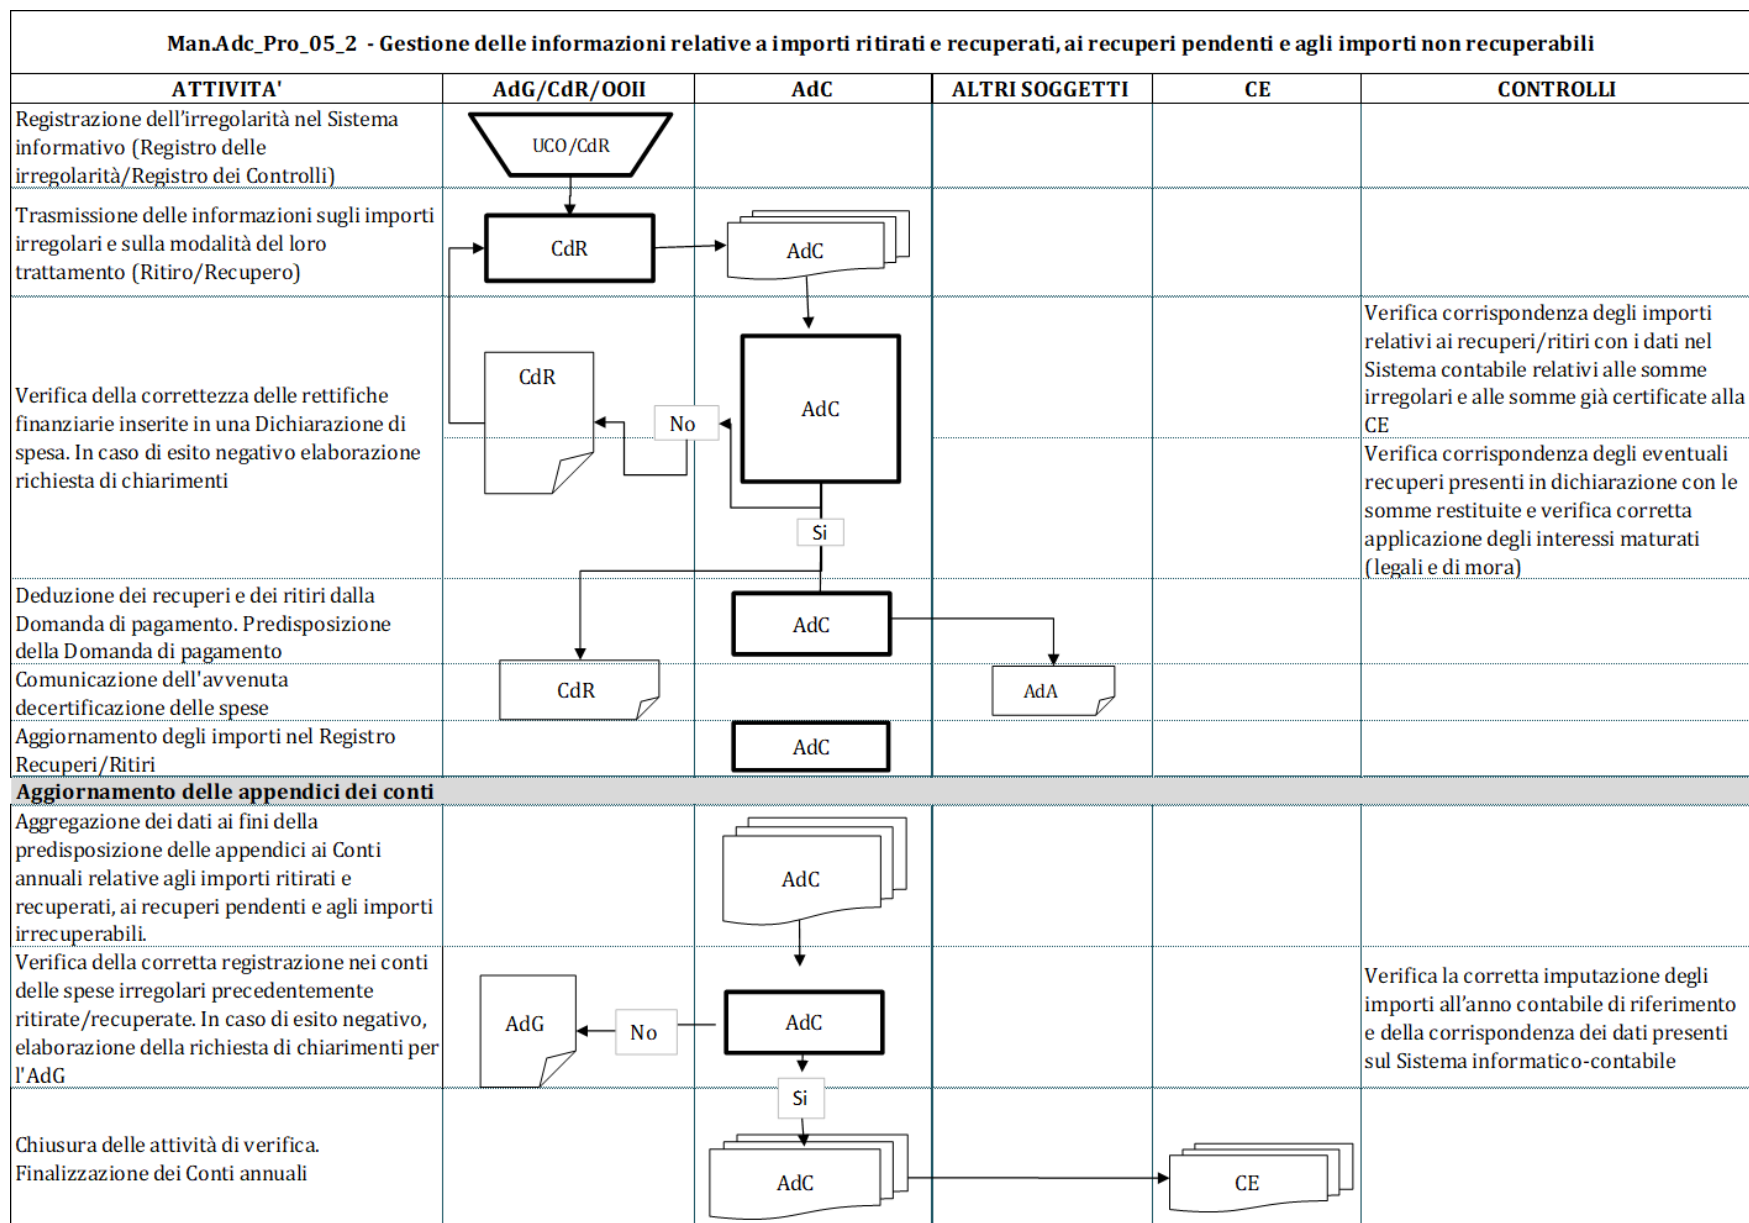 Man.Adc_Pro_05_2 - Gestione delle informazioni relative a importi ritirati e recuperati, ai recuperi pendenti e agli importi non recuperabili
ATTIVITA'
AdG/CdR/OOII
AdC
ALTRI SOGGETTI
CE
CONTROLLI
Registrazione dell'irregolarità nel Sistema
informativo (Registro delle
irregolarità/Registro dei Controlli)
UCO/CdR
Trasmissione delle informazioni sugli importi
irregolari e sulla modalità del loro
trattamento (Ritiro/Recupero)
CdR
AdC
Verifica della correttezza delle rettifiche
finanziarie inserite in una Dichiarazione di
spesa. In caso di esito negativo elaborazione
richiesta di chiarimenti
CdR
No
AdC
Si
Verifica corrispondenza degli importi
relativi ai recuperi/ritiri con i dati nel
Sistema contabile relativi alle somme
irregolari e alle somme già certificate alla
CE
Verifica corrispondenza degli eventuali
recuperi presenti in dichiarazione con le
somme restituite e verifica corretta
applicazione degli interessi maturati
(legali e di mora)
Deduzione dei recuperi e dei ritiri dalla
Domanda di pagamento. Predisposizione
della Domanda di pagamento
AdC
Comunicazione dell'avvenuta
decertificazione delle spese
CdR
AdA
Aggiornamento degli importi nel Registro
Recuperi/Ritiri
AdC
Aggiornamento delle appendici dei conti
Aggregazione dei dati ai fini della
predisposizione delle appendici ai Conti
annuali relative agli importi ritirati e
recuperati, ai recuperi pendenti e agli importi
irrecuperabili.
AdC
Verifica della corretta registrazione nei conti
delle spese irregolari precedentemente
ritirate/recuperate. In caso di esito negativo,
elaborazione della richiesta di chiarimenti per
l'AdG
AdG
No
AdC
Si
Verifica la corretta imputazione degli
importi all'anno contabile di riferimento
e della corrispondenza dei dati presenti
sul Sistema informatico-contabile
Chiusura delle attività di verifica.
Finalizzazione dei Conti annuali
AdC
CE